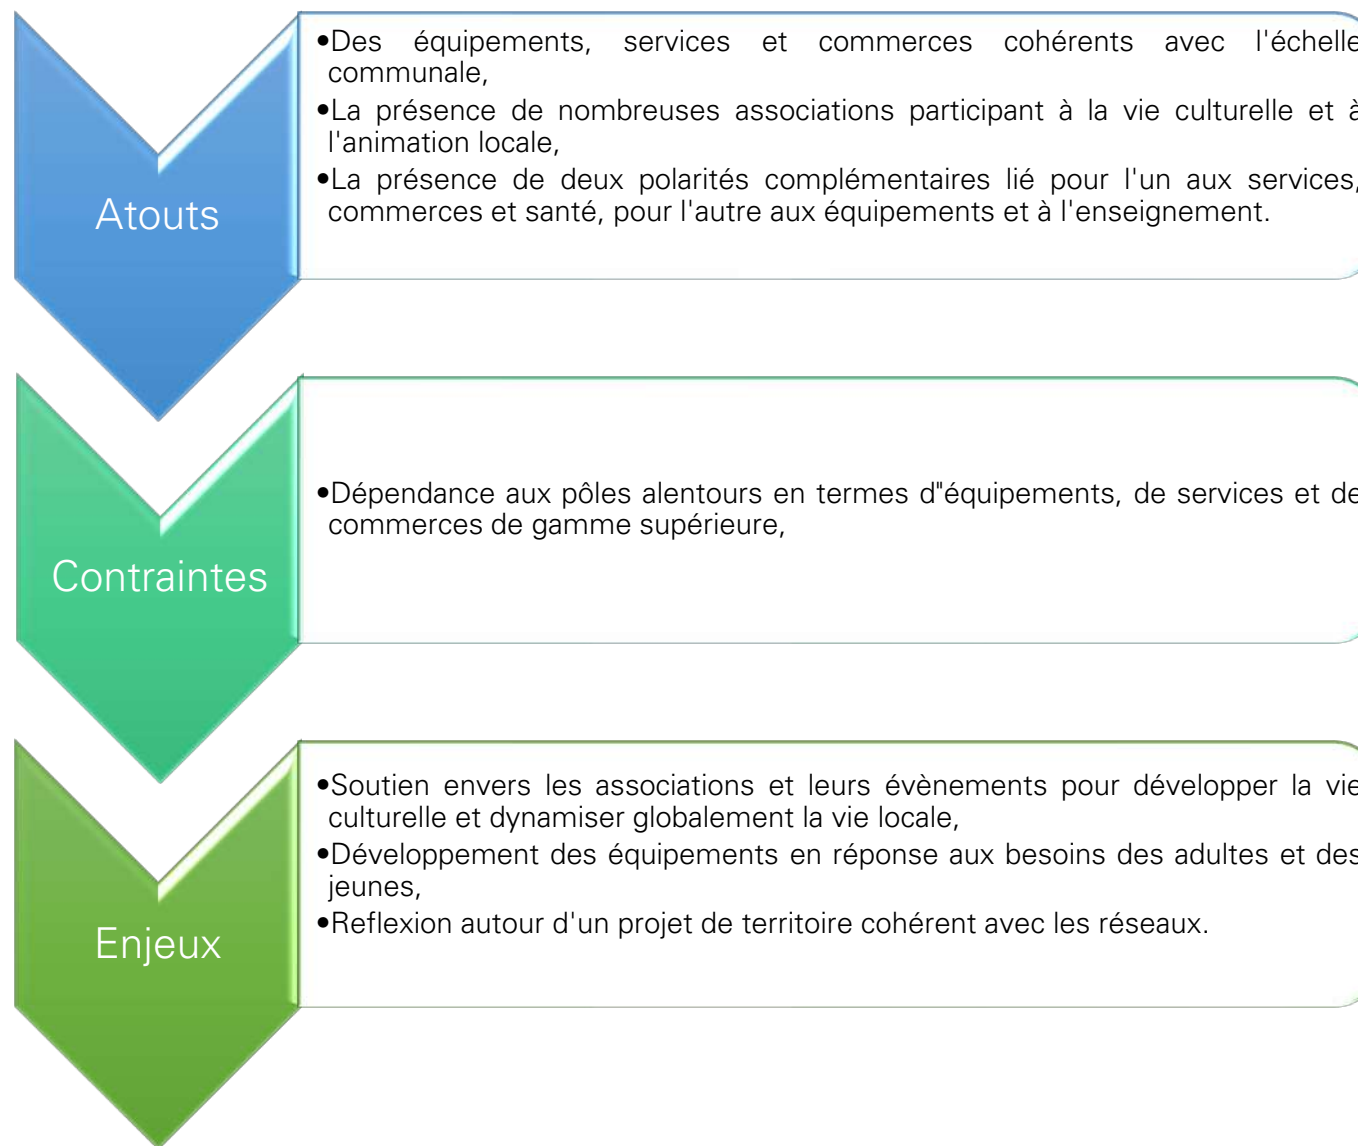 Atouts
•Des équipements, services et commerces cohérents avec l'échelle
communale,
•La présence de nombreuses associations participant à la vie culturelle et à
l'animation locale,
•La présence de deux polarités complémentaires lié pour l'un aux services,
commerces et santé, pour l'autre aux équipements et à l'enseignement.
Contraintes
•Dépendance aux pôles alentours en termes d"équipements, de services et de
commerces de gamme supérieure,
Enjeux
•Soutien envers les associations et leurs évènements pour développer la vie
culturelle et dynamiser globalement la vie locale,
•Développement des équipements en réponse aux besoins des adultes et des
jeunes,
•Reflexion autour d'un projet de territoire cohérent avec les réseaux.